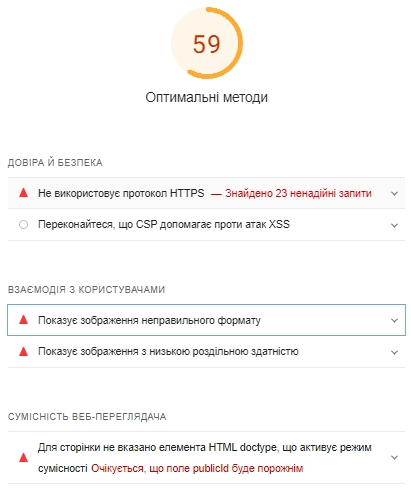 59
Оптимальні методи
ДОВІРА Й БЕЗПЕКА
Не використовує протокол HTTPS — Знайдено 23 ненадійні запити
Переконайтеся, що CSP допомагає проти атак XSS
ВЗАЄМОДІЯ З КОРИСТУВАЧАМИ
Показує зображення неправильного формату
Показує зображення з низькою роздільною здатністю
СУМІСНІСТЬ ВЕБ-ПЕРЕГЛЯДАЧА
Для сторінки не вказано елемента HTML doctype, що активує режим
сумісності Очікується, що поле publicId буде порожнім